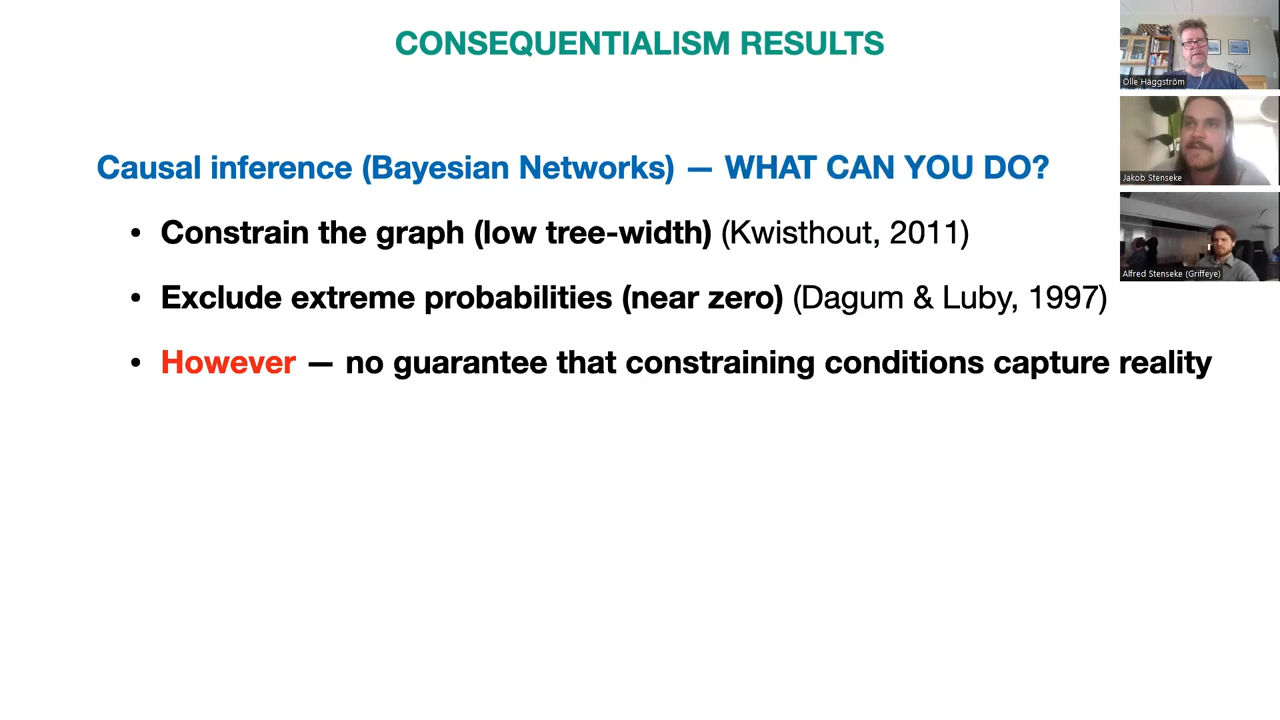 CONSEQUENTIALISM RESULTS
Causal inference (Bayesian Networks) — WHAT CAN YOU DO?
• Constrain the graph (low tree-width) (Kwisthout, 2011)
• Exclude extreme probabilities (near zero) (Dagum & Luby, 1997)
• However — no guarantee that constraining conditions capture reality
Olle Häggström
Jakob Stenseke
Alfred Stenseke (Griffeye)